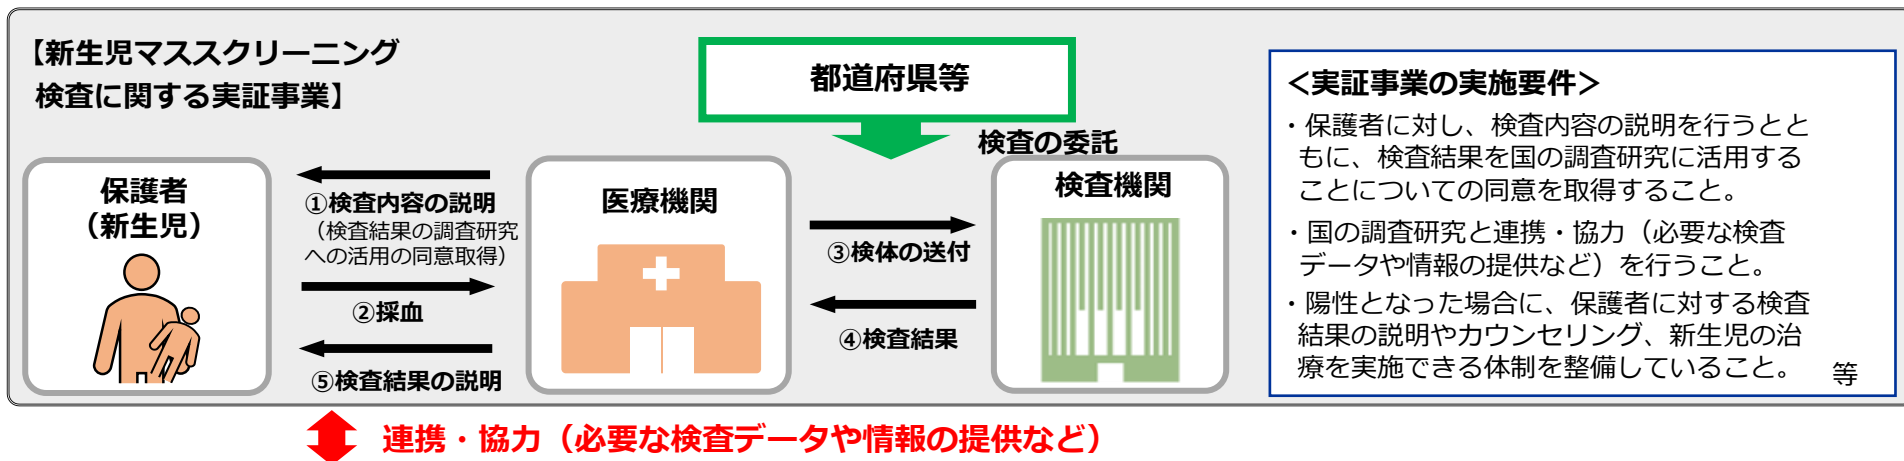 【新生児マススクリーニング
検査に関する実証事業】
都道府県等
検査の委託
保護者
（新生児）
①検査内容の説明
（検査結果の調査研究
への活用の同意取得）
②採血
⑤検査結果の説明
医療機関
③検体の送付
④検査結果
検査機関
＜実証事業の実施要件＞
・保護者に対し、検査内容の説明を行うとと
もに、検査結果を国の調査研究に活用する
ことについての同意を取得すること。
・国の調査研究と連携・協力（必要な検査
データや情報の提供など）を行うこと。
・陽性となった場合に、保護者に対する検査
結果の説明やカウンセリング、新生児の治
療を実施できる体制を整備していること。
等
連携・協力（必要な検査データや情報の提供など）